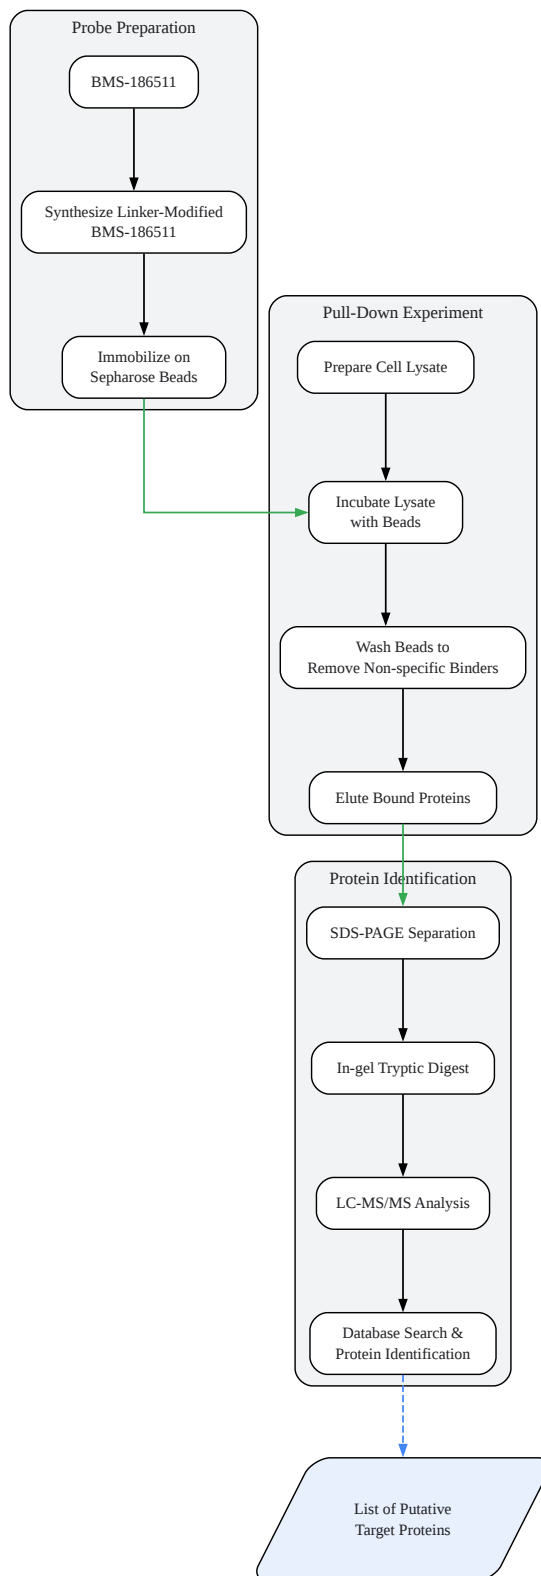 Probe Preparation
BMS-186511
Synthesize Linker-Modified
BMS-186511
Immobilize on
Sepharose Beads
Pull-Down Experiment
Prepare Cell Lysate
Incubate Lysate
with Beads
Wash Beads to
Remove Non-specific Binders
Elute Bound Proteins
Protein Identification
SDS-PAGE Separation
In-gel Tryptic Digest
LC-MS/MS Analysis
Database Search &
Protein Identification
List of Putative
Target Proteins